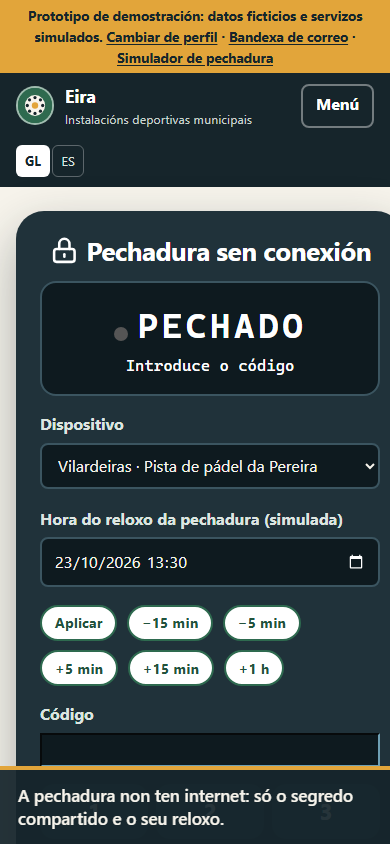 Prototipo de demostración: datos ficticios e servizos
simulados. Cambiar de perfil · Bandexa de correo ·
Simulador de pechadura
Eira
Instalacións deportivas municipais
Menú
GL ES
Pechadura sen conexión
PECHADO
Introduce o código
Dispositivo
Vilardeiras · Pista de pádel da Pereira
Hora do reloxo da pechadura (simulada)
23/10/2026 13:30
Aplicar −15 min −5 min
+5 min +15 min +1 h
Código
A pechadura non ten internet: só o segredo
compartido e o seu reloxo.